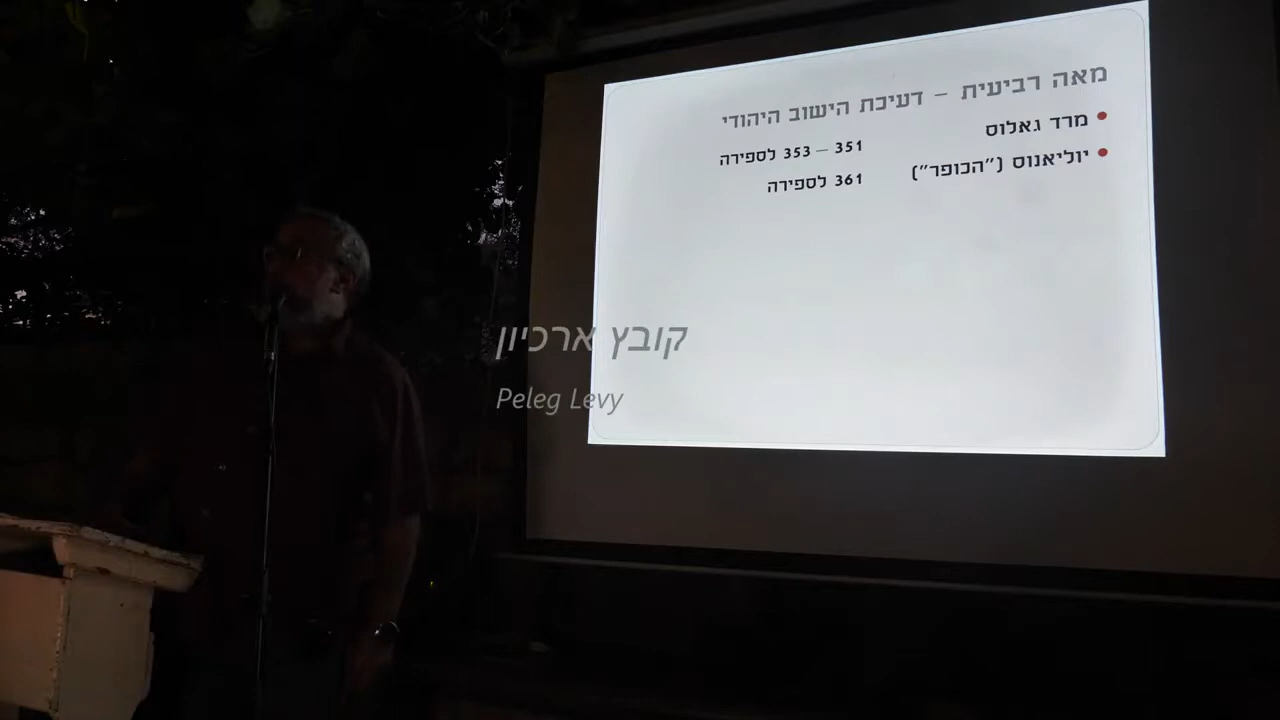 מאה רביעית – דעיכת הישוב היהודי
• מרד גאלוס 351 – 353 לספירה
• יוליאנוס ("הכופר") 361 לספירה
קובץ ארכיון
Peleg Levy